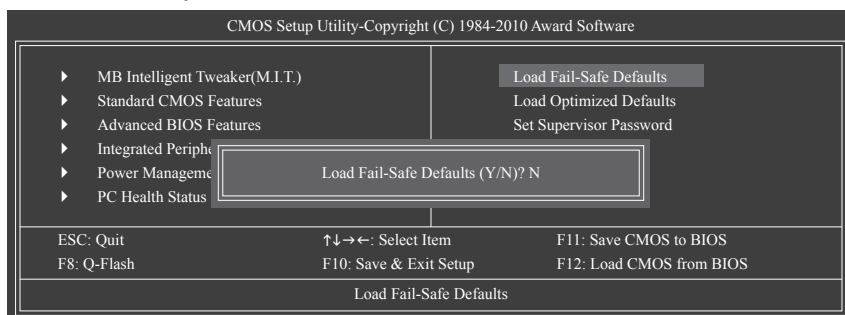 CMOS Setup Utility-Copyright (C) 1984-2010 Award Software
MB Intelligent Tweaker(M.I.T.)
Standard CMOS Features
Advanced BIOS Features
Integrated Periphe
Power Manageme
PC Health Status
Load Fail-Safe Defaults
Load Optimized Defaults
Set Supervisor Password
Load Fail-Safe Defaults (Y/N)? N
ESC: Quit
↑↓→←: Select Item
F11: Save CMOS to BIOS
F8: Q-Flash
F10: Save & Exit Setup
F12: Load CMOS from BIOS
Load Fail-Safe Defaults